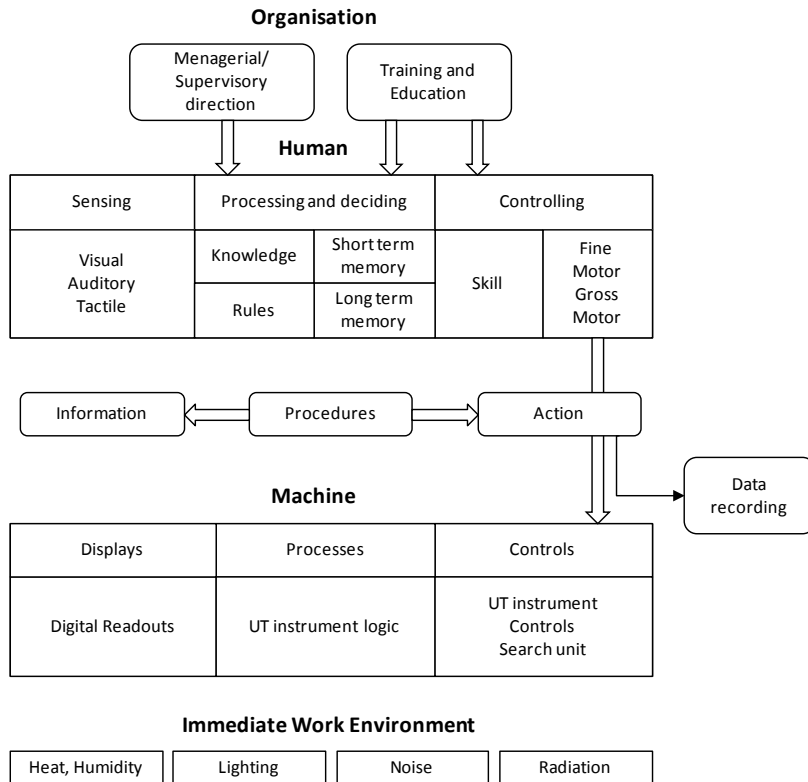 Organisation
Menagerial/
Supervisory
direction
Training and
Education
Human
Sensing
Processing and deciding
Controlling
Visual
Auditory
Tactile
Knowledge
Short term
memory
Rules
Long term
memory
Skill
Fine
Motor
Gross
Motor
Information
Procedures
Action
Data
recording
Machine
Displays
Processes
Controls
Digital Readouts
UT instrument logic
UT instrument
Controls
Search unit
Immediate Work Environment
Heat, Humidity
Lighting
Noise
Radiation